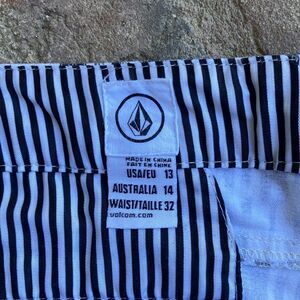 MADE IN CHINA
FAIT EN CHINE
USA/EU 13
AUSTRALIA 14
WAIST/TAILLE 32
volcom.com